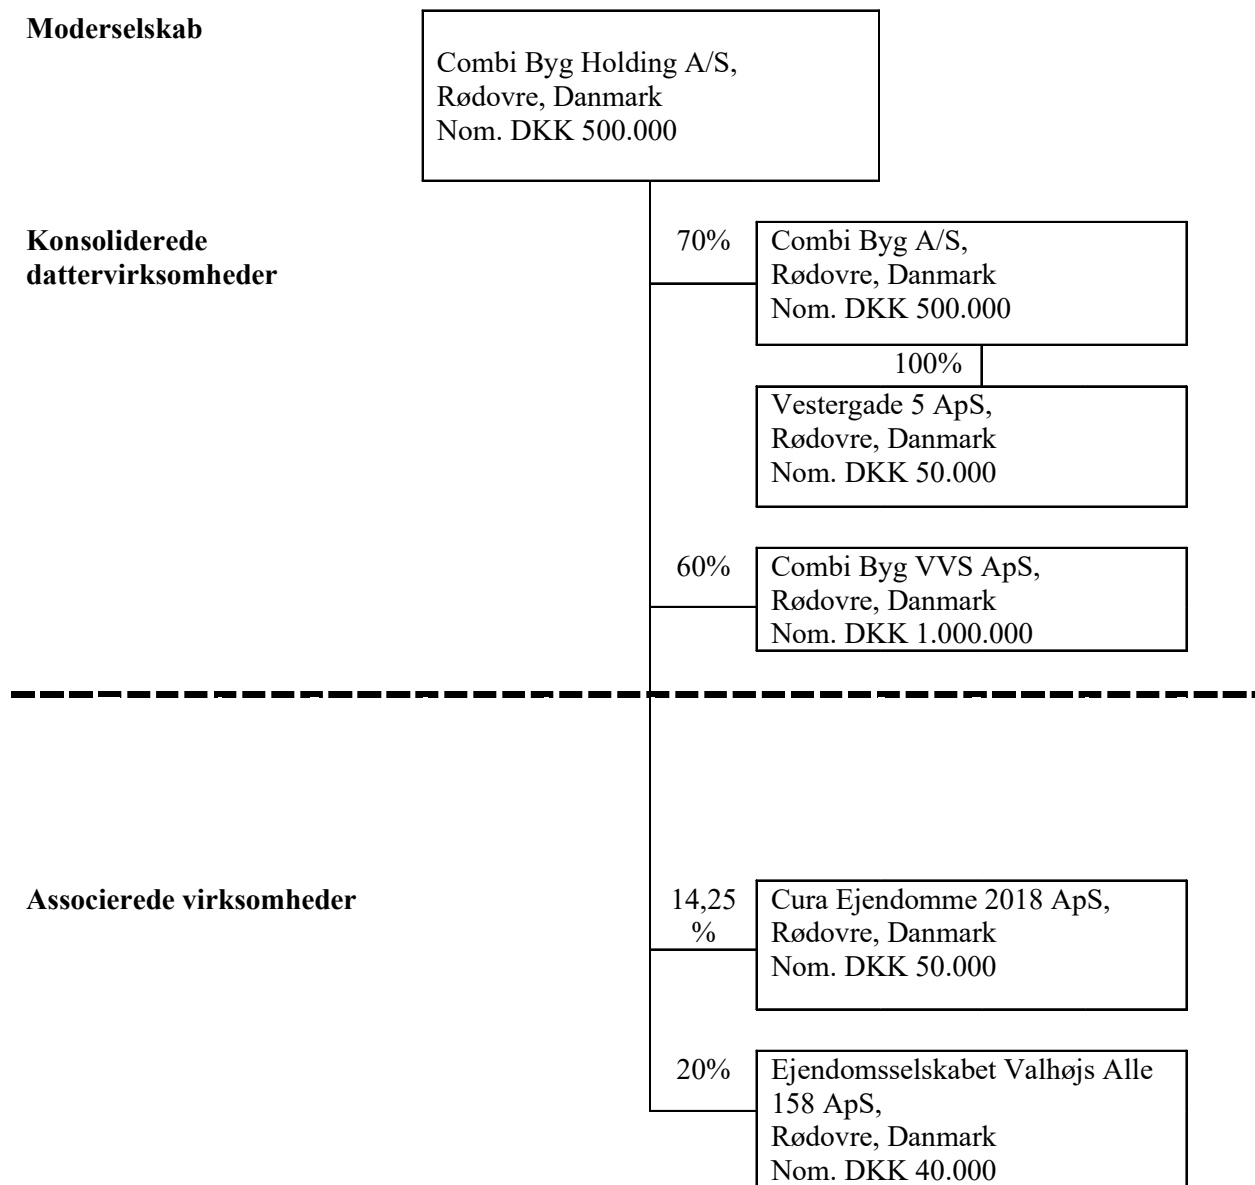 Moderselskab
Combi Byg Holding A/S,
Rødovre, Danmark
Nom. DKK 500.000
Konsoliderede
dattervirksomheder
70%
Combi Byg A/S,
Rødovre, Danmark
Nom. DKK 500.000
100%
Vestergade 5 ApS,
Rødovre, Danmark
Nom. DKK 50.000
60%
Combi Byg VVS ApS,
Rødovre, Danmark
Nom. DKK 1.000.000
Associerede virksomheder
14,25
%
Cura Ejendomme 2018 ApS,
Rødovre, Danmark
Nom. DKK 50.000
20%
Ejendomsselskabet Valhøjs Alle
158 ApS,
Rødovre, Danmark
Nom. DKK 40.000